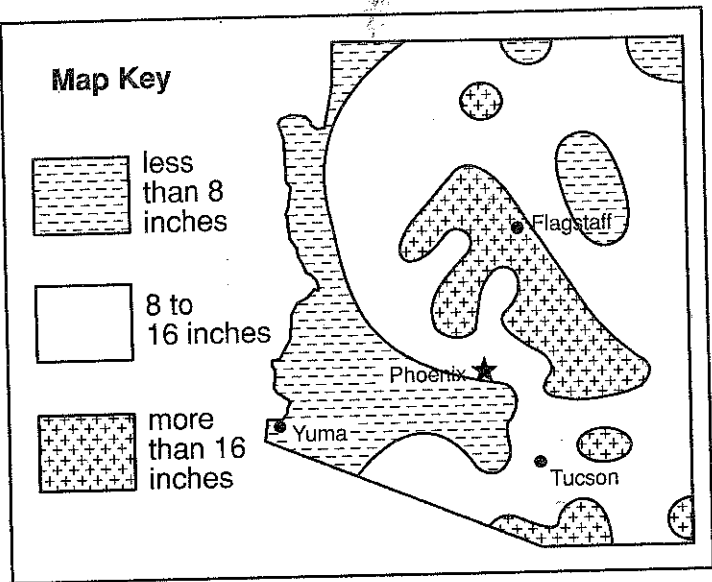 Map Key
less
than 8
inches
8 to
16 inches
more
than 16
inches
Flagstaff
Phoenix
Yuma
Tucson